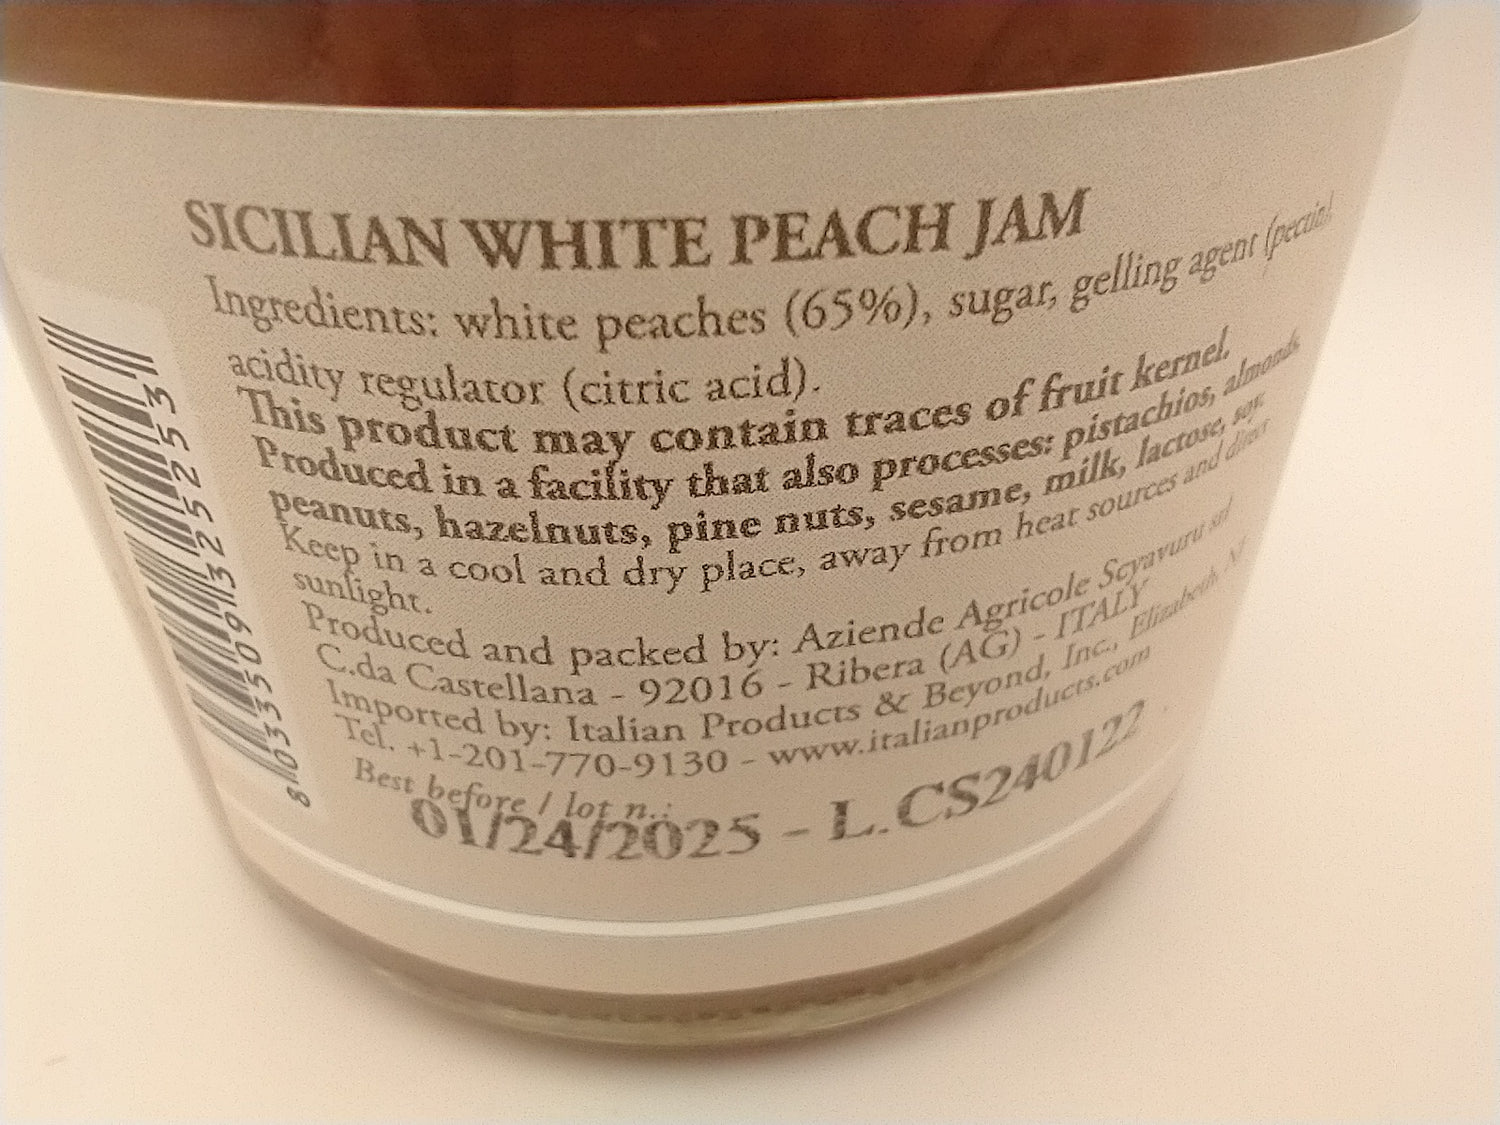 SICILIAN WHITE PEACH JAM
Ingredients: white peaches (65%), sugar, gelling agent (pectin),
acidity regulator (citric acid).
This product may contain traces of fruit kernel.
Produced in a facility that also processes: pistachios, almonds,
peanuts, hazelnuts, pine nuts, sesame, milk, lactose, soy.
Keep in a cool and dry place, away from heat sources and direct
sunlight.
Produced and packed by: Aziende Agricole Scyavuru srl
C.da Castellana - 92016 - Ribera (AG) - ITALY
Imported by: Italian Products & Beyond, Inc., Elizabeth,
Tel. +1-201-770-9130 - www.italianproducts.com
Best before / lot n.:
01/24/2025 - L.CS240122
8 033509 325253